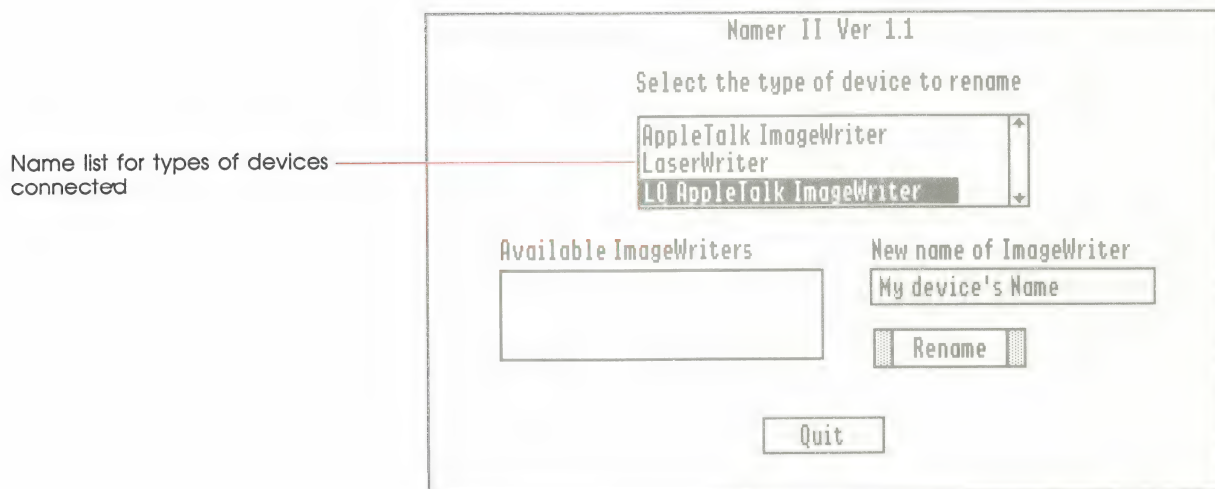 Namer II Ver 1.1
Select the type of device to rename
AppleTalk ImageWriter
LaserWriter
LQ AppleTalk ImageWriter
Name list for types of devices
connected
Available ImageWriters
New name of ImageWriter
My device's Name
Rename
Quit